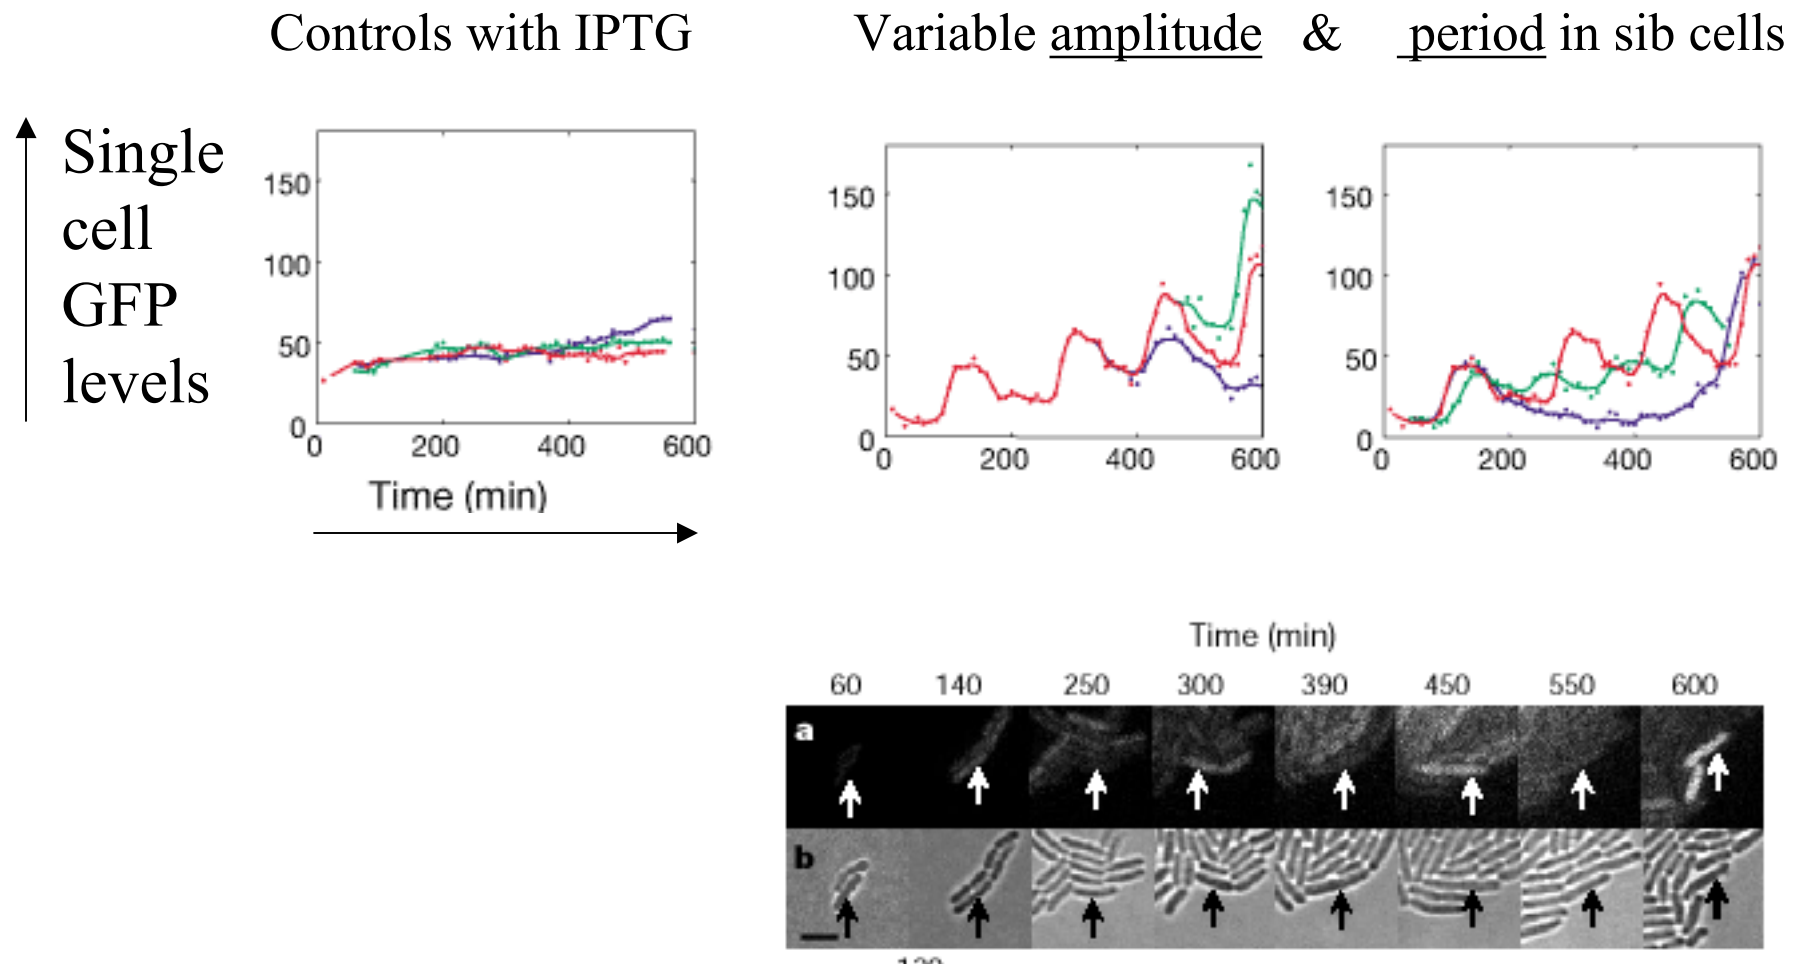 Controls with IPTG
Variable amplitude & period in sib cells
Single
cell
GFP
levels
150
100
50
0
0 200 400 600
Time (min)
150
100
50
0
0 200 400 600
150
100
50
0
0 200 400 600
Time (min)
60 140 250 300 390 450 550 600
a
b